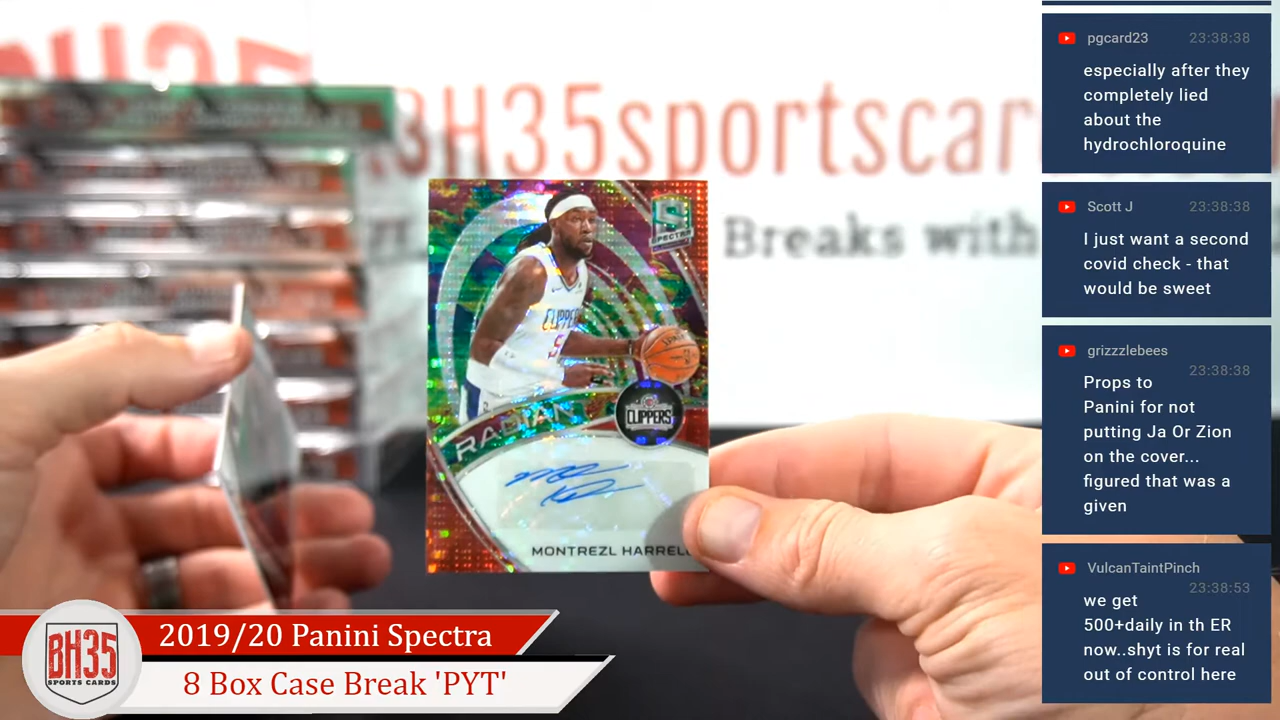 BH35
BH35sportscar
Breaks with
SPECTRA
CLIPPERS
5
RADIANT
CLIPPERS
MONTREZL HARRELL
BH35
SPORTS CARDS
2019/20 Panini Spectra
8 Box Case Break 'PYT'
pgcard23 23:38:38
especially after they
completely lied
about the
hydrochloroquine
Scott J 23:38:38
I just want a second
covid check - that
would be sweet
grizzzlebees
23:38:38
Props to
Panini for not
putting Ja Or Zion
on the cover...
figured that was a
given
VulcanTaintPinch
23:38:53
we get
500+daily in th ER
now..shyt is for real
out of control here